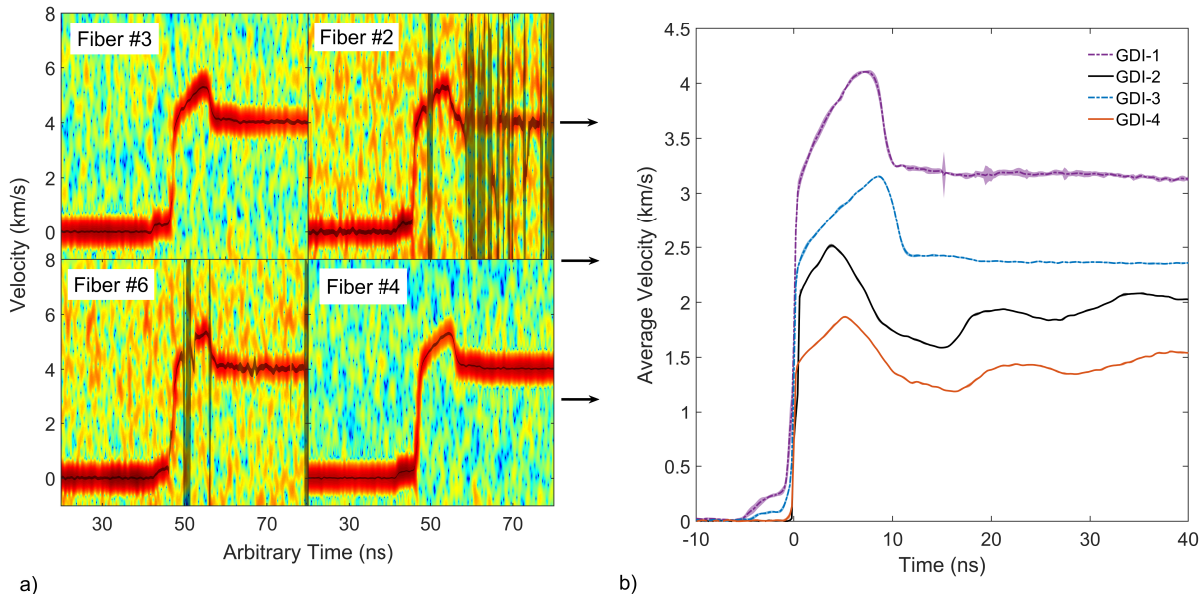 Fiber #3
Fiber #2
8
6
4
2
0
Velocity (km/s)
Fiber #6
Fiber #4
8
6
4
2
0
30
50
70
30
50
70
Arbitrary Time (ns)
a)
4.5
4
3.5
3
2.5
2
1.5
1
0.5
0
Average Velocity (km/s)
GDI-1
GDI-2
GDI-3
GDI-4
-10
0
10
20
30
40
Time (ns)
b)